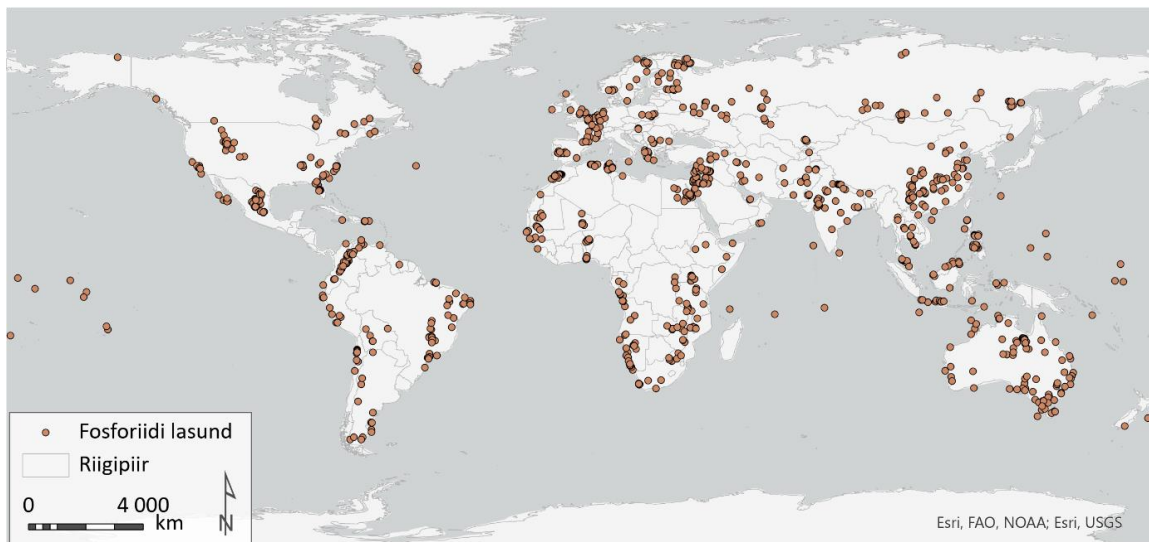 Fosforiidi lasund
Riigipiir
0 4 000
km
N
Esri, FAO, NOAA; Esri, USGS